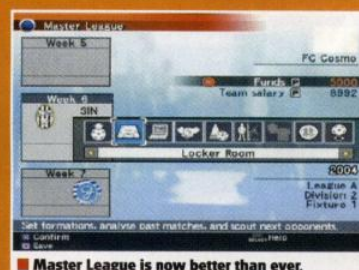 Master League
Week 5
FC Cosmo
Funds P 5000
Week 6
Team salary P 8992
SIN
Locker Room
Week 7
2004
League A
Division 2
Fixture 1
Set formations, analyse past matches, and scout next opponents.
Confirm
Help
Save
Master League is now better than ever.